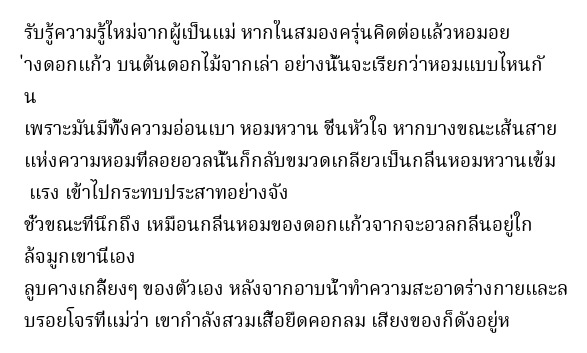 รับรู้ความรู้ใหม่จากผู้เป็นแม่ หากในสมองครุ่นคิดต่อแล้วหอมอย
่างดอกแก้ว บนต้นดอกไม้จากเล่า อย่างนั้นจะเรียกว่าหอมแบบไหนกั
น
เพราะมันมีทั้งความอ่อนเบา หอมหวาน ชื่นหัวใจ หากบางขณะเส้นสาย
แห่งความหอมที่ลอยอวลนั้นก็กลับขมวดเกลียวเป็นกลิ่นหอมหวานเข้ม
 แรง เข้าไปกระทบประสาทอย่างจัง
ชั่วขณะที่นึกถึง เหมือนกลิ่นหอมของดอกแก้วจากจะอวลกลิ่นอยู่ใก
ล้จมูกเขานี่เอง
ลูบคางเกลี้ยงๆ ของตัวเอง หลังจากอาบน้ำทำความสะอาดร่างกายและล
บรอยโจรที่แม่ว่า เขากำลังสวมเสื้อยืดคอกลม เสียงของก็ดังอยู่ห